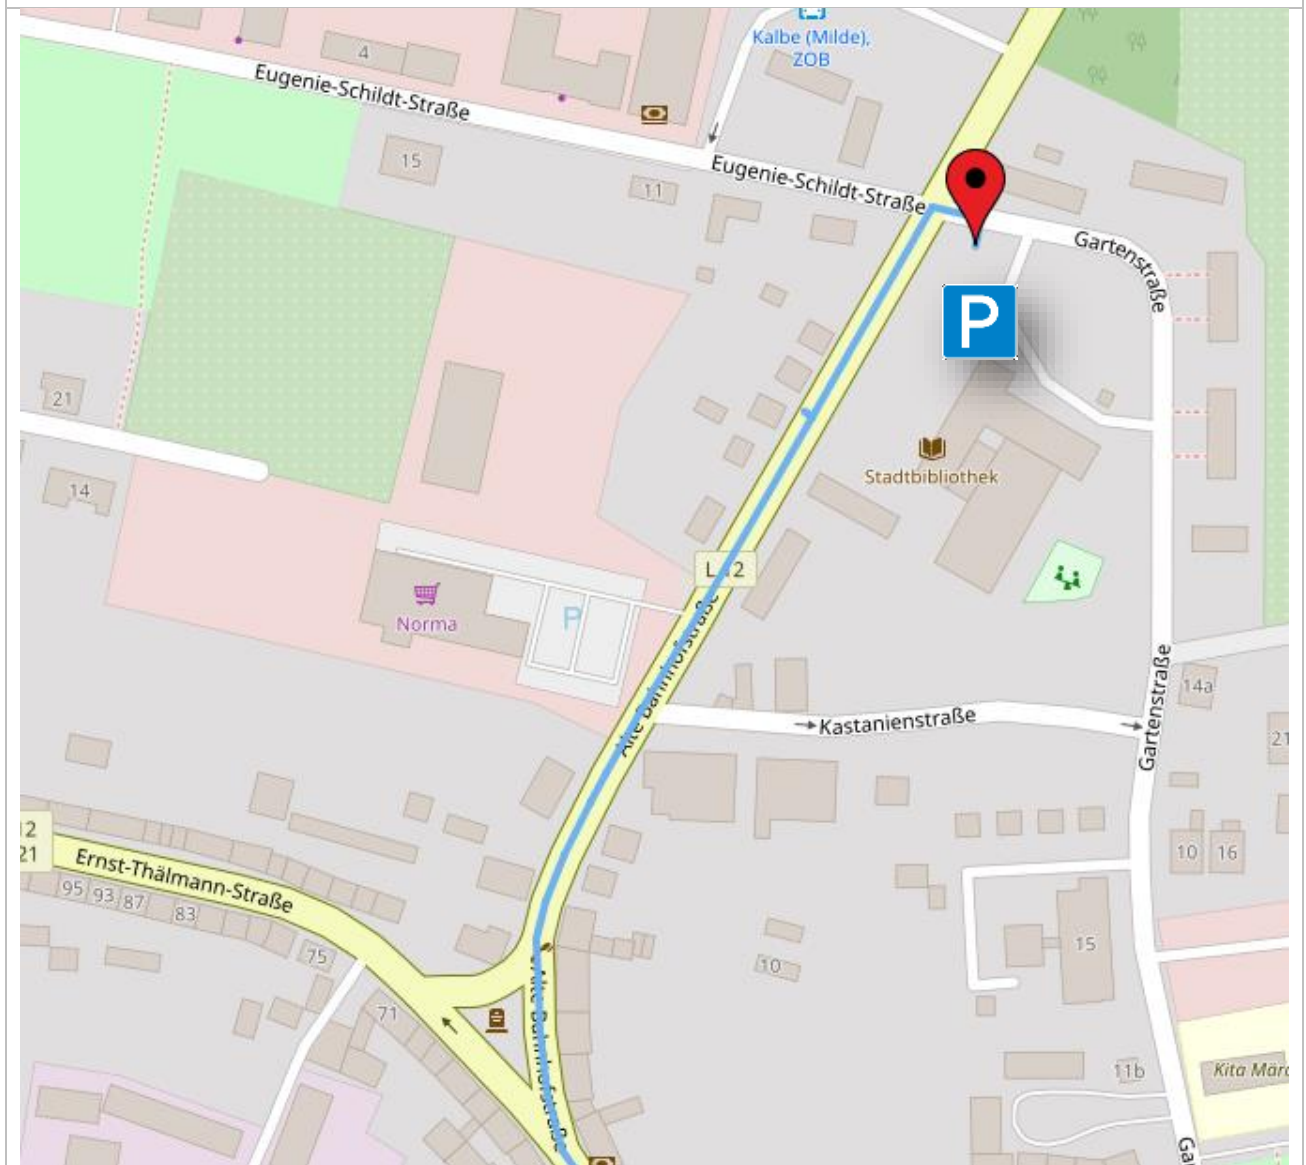 Kalbe (Milde),
ZOB
4
Eugenie-Schildt-Straße
15
11
Eugenie-Schildt-Straße
Gartenstraße
P
21
14
Stadtbibliothek
Norma
P
Alte Bahnhofstraße
Kastanienstraße
Gartenstraße
14a
21
12
21
Ernst-Thälmann-Straße
95
93
87
83
75
71
10
10
16
15
Alte Bahnhofstraße
11b
Kita Märc
Ga